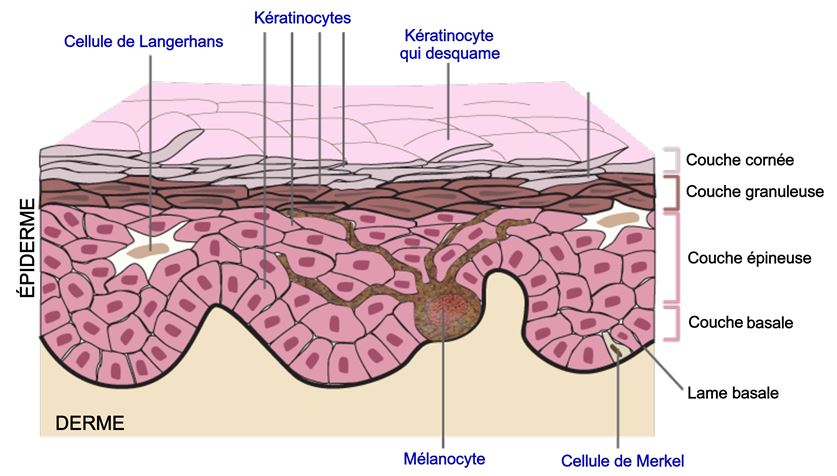 Kératinocytes
Cellule de Langerhans
Kératinocyte
qui desquame
Couche cornée
Couche granuleuse
ÉPIDERME
Couche épineuse
Couche basale
Lame basale
DERME
Mélanocyte
Cellule de Merkel